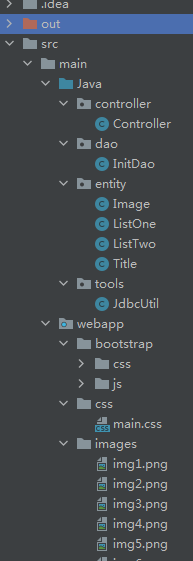 .idea
out
src
main
Java
controller
Controller
dao
InitDao
entity
Image
ListOne
ListTwo
Title
tools
JdbcUtil
webapp
bootstrap
css
js
css
main.css
images
img1.png
img2.png
img3.png
img4.png
img5.png